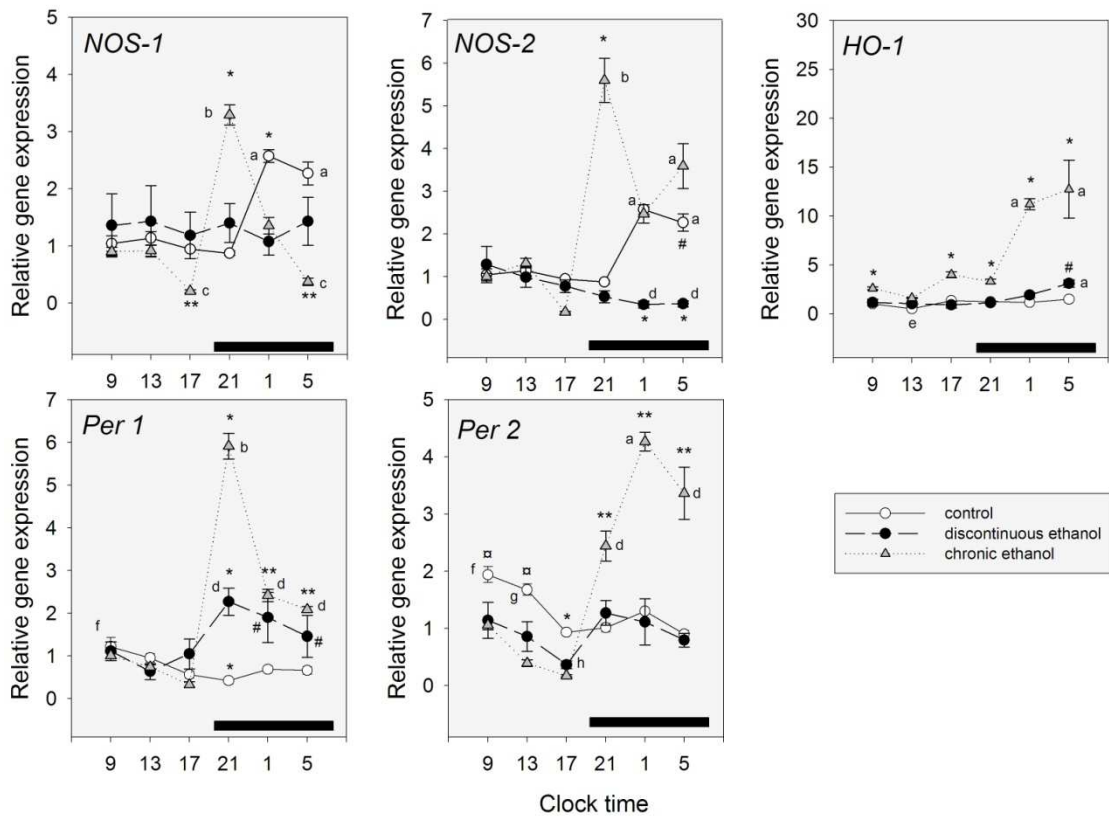 NOS-1
Relative gene expression
5
4
3
2
1
0
*
b
*
a
a
c
**
c
**
9 13 17 21 1 5
NOS-2
Relative gene expression
7
6
5
4
3
2
1
0
*
b
a
a
a
#
d d
* *
9 13 17 21 1 5
HO-1
Relative gene expression
30
25
20
15
10
5
0
*
*
a
a
* *
*
#
a
e
9 13 17 21 1 5
Per 1
Relative gene expression
7
6
5
4
3
2
1
0
*
b
*
d
**
d
**
d
f
#
#
*
9 13 17 21 1 5
Per 2
Relative gene expression
5
4
3
2
1
0
**
a
**
d
**
d
¤
f
¤
g
*
h
9 13 17 21 1 5
Clock time
control
discontinuous ethanol
chronic ethanol